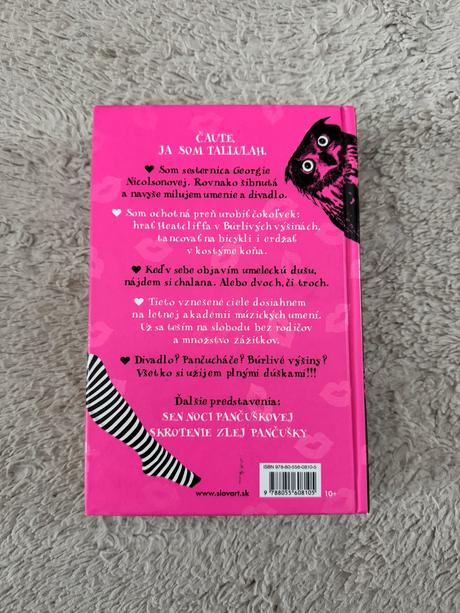 ČAUTE,
JA SOM TALLULAH.
♥ Som sesternica Georgie
Nicolsonovej. Rovnako šibnutá
a navyše milujem umenie a divadlo.
♥ Som ochotná preň urobiť čokoľvek:
hrať Heatcliffa v Búrlivých výšinách,
tancovať na bicykli i erdžať
v kostýme koňa.
♥ Keď v sebe objavím umeleckú dušu,
nájdem si chalana. Alebo dvoch, či troch.
♥ Tieto vznešené ciele dosiahnem
na letnej akadémii múzických umení.
Už sa teším na slobodu bez rodičov
a množstvo zážitkov.
♥ Divadlo? Pančucháče? Búrlivé výšiny?
Všetko si užijem plnými dúškami!!!
Ďalšie predstavenia:
SEN NOCI PANČUŠKOVEJ
SKROTENIE ZLEJ PANČUŠKY
ISBN 978-80-556-0810-5
www.slovart.sk
9 788055 608105
10+